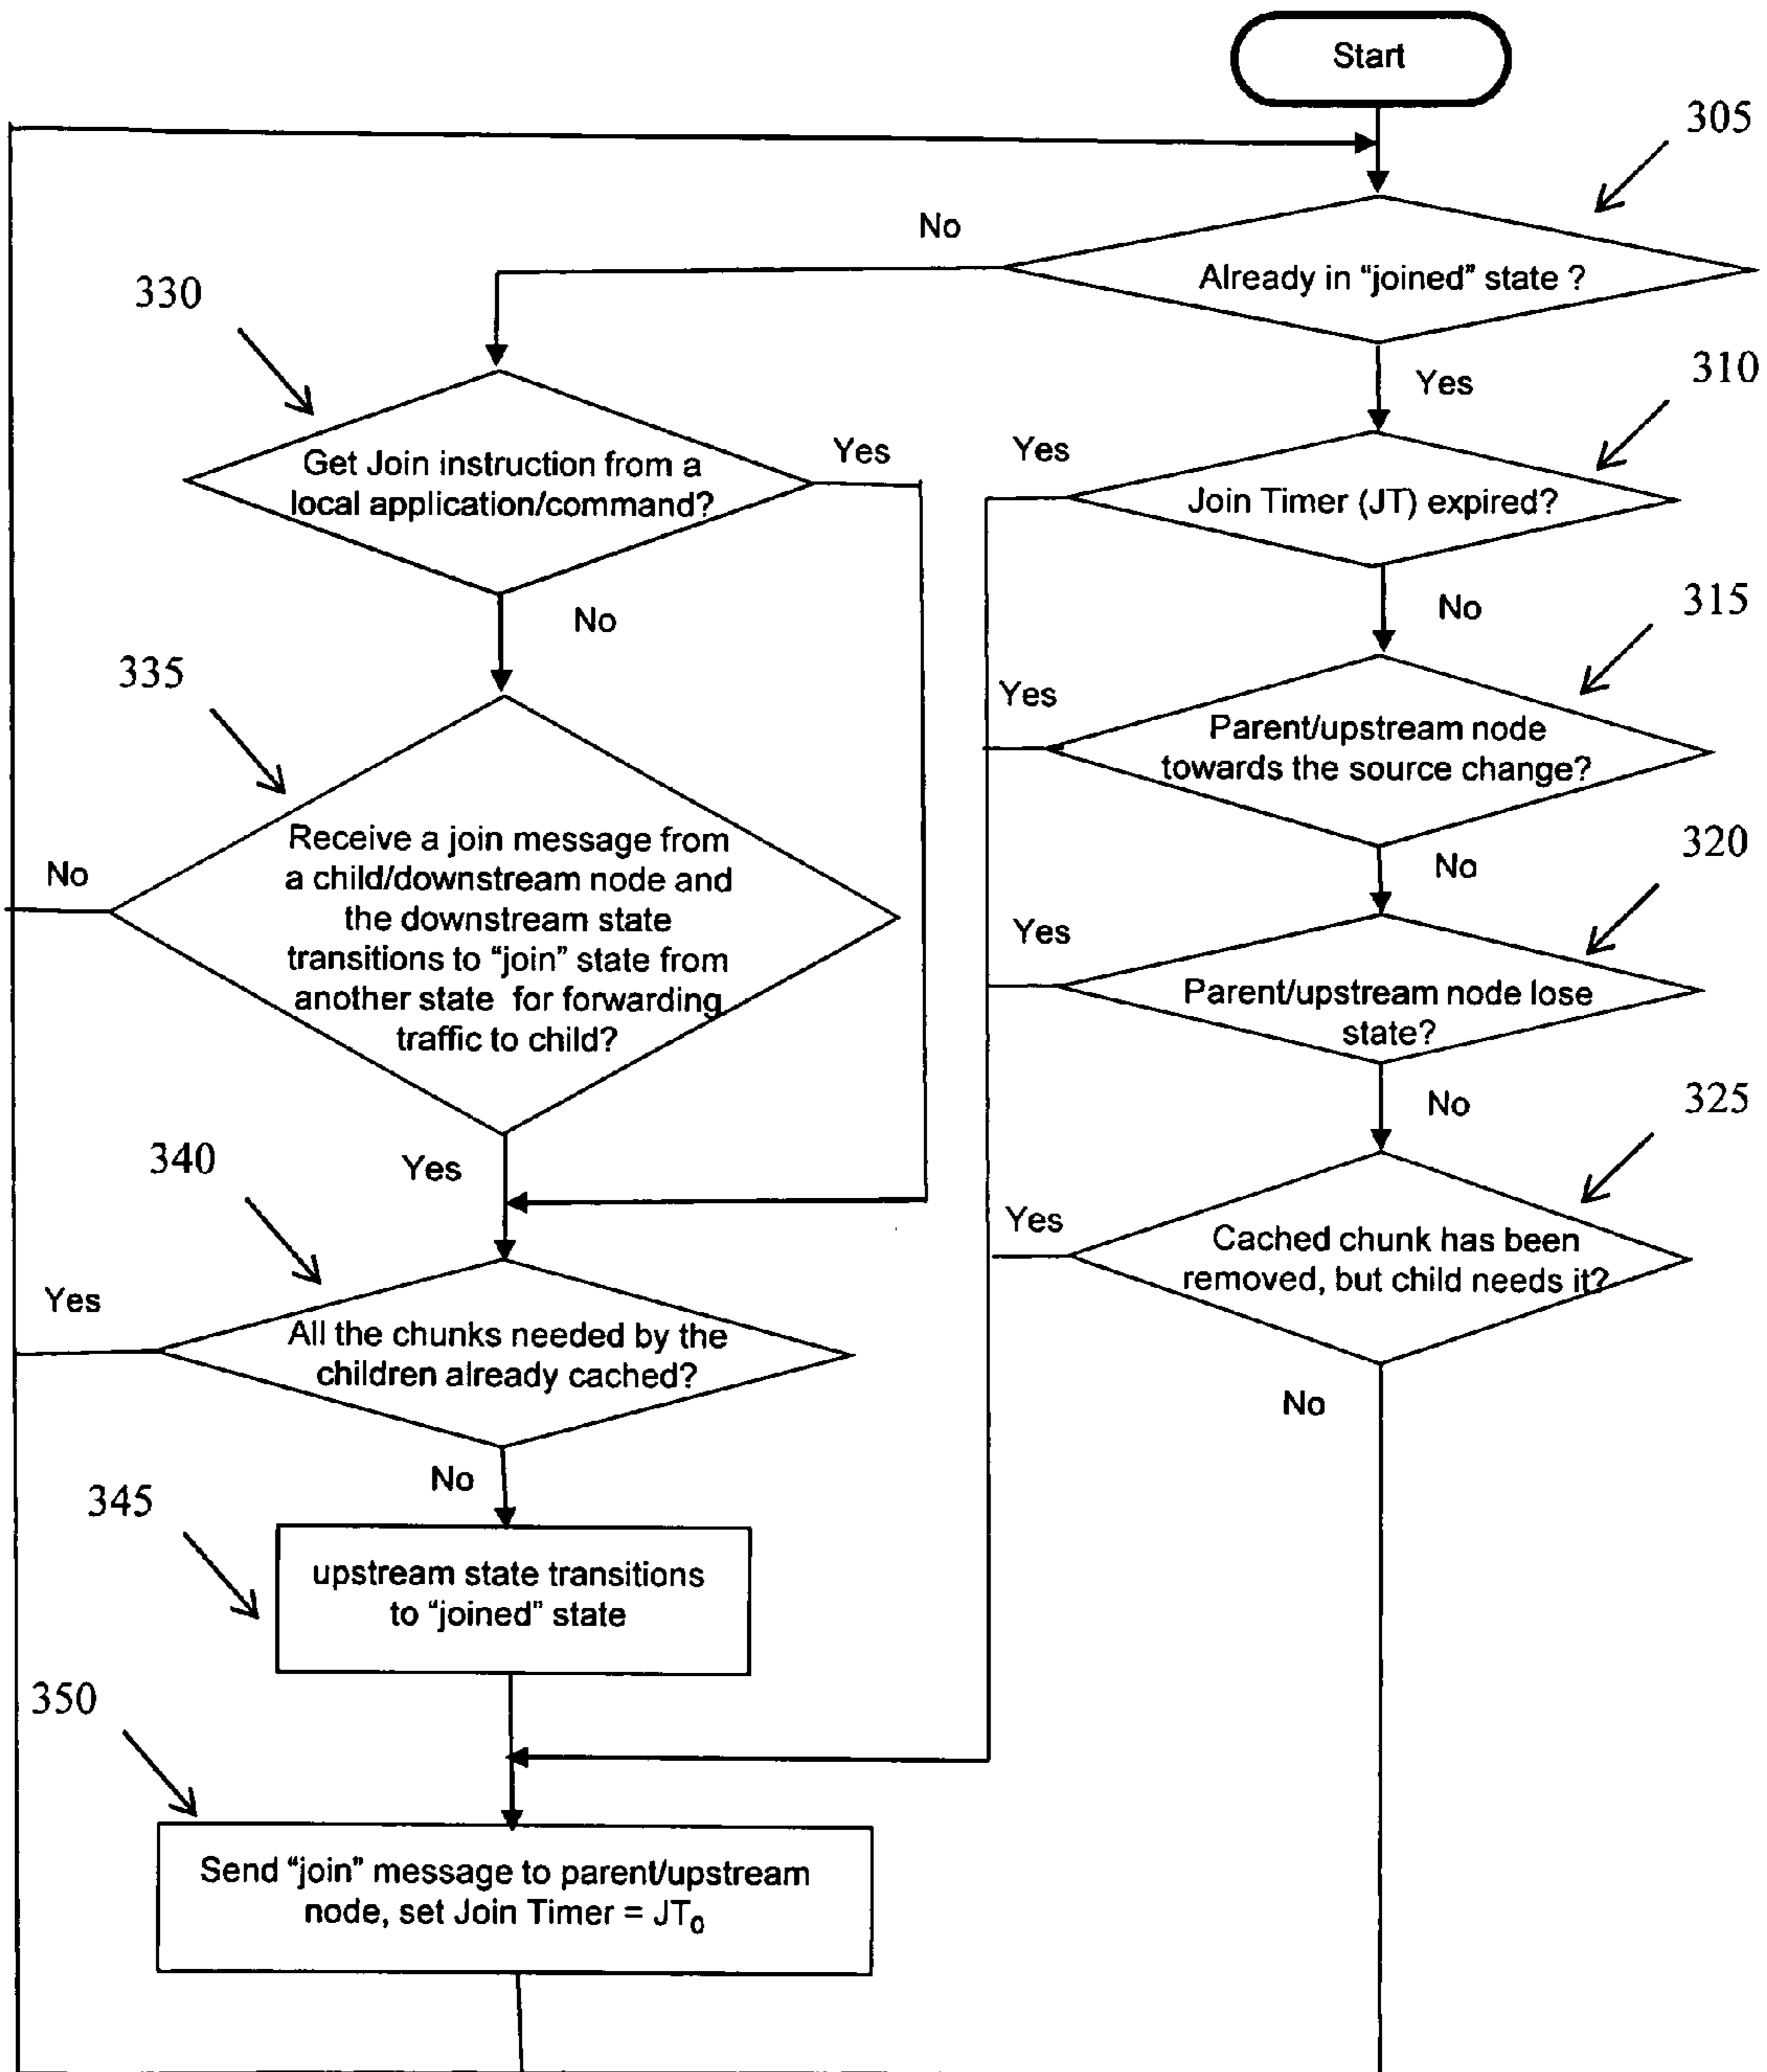 Start
305
No
Already in “joined” state ?
330
Yes
310
Get Join instruction from a
local application/command?
Yes
Yes
Join Timer (JT) expired?
No
No
315
335
Yes
Parent/upstream node
towards the source change?
Receive a join message from
a child/downstream node and
the downstream state
transitions to “join” state from
another state for forwarding
traffic to child?
No
No
320
Yes
Parent/upstream node lose
state?
No
325
Yes
340
Yes
Cached chunk has been
removed, but child needs it?
Yes
All the chunks needed by the
children already cached?
No
No
345
upstream state transitions
to “joined” state
350
Send “join” message to parent/upstream
node, set Join Timer = JT₀